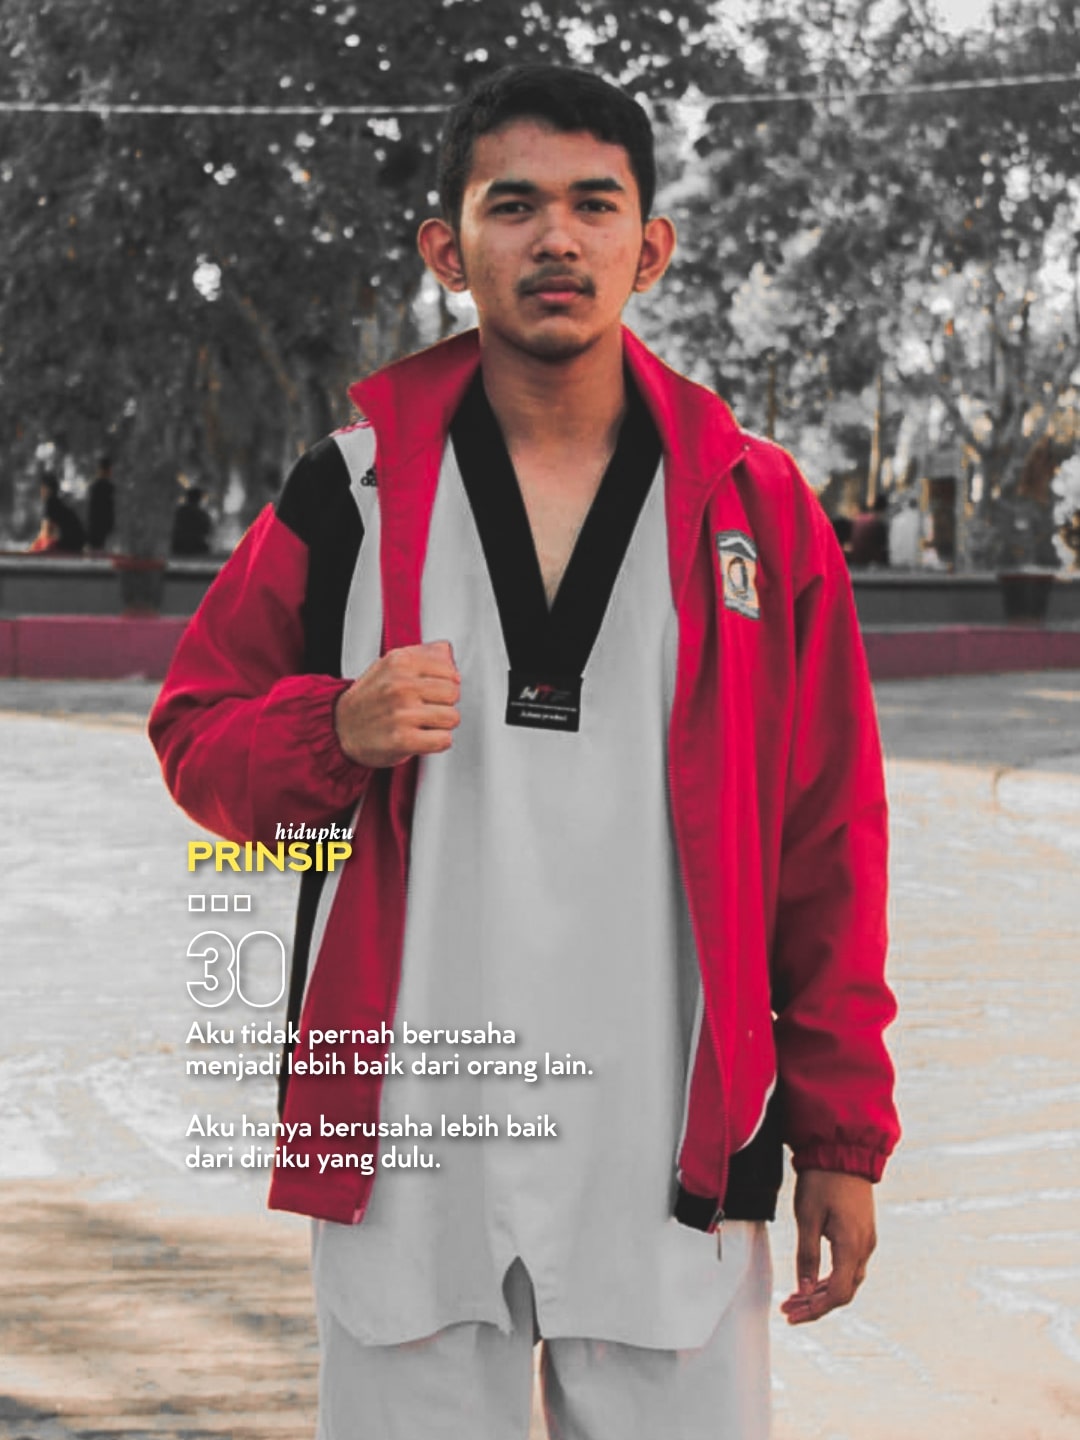 hidupku
PRINSIP
30
Aku tidak pernah berusaha
menjadi lebih baik dari orang lain.
Aku hanya berusaha lebih baik
dari diriku yang dulu.